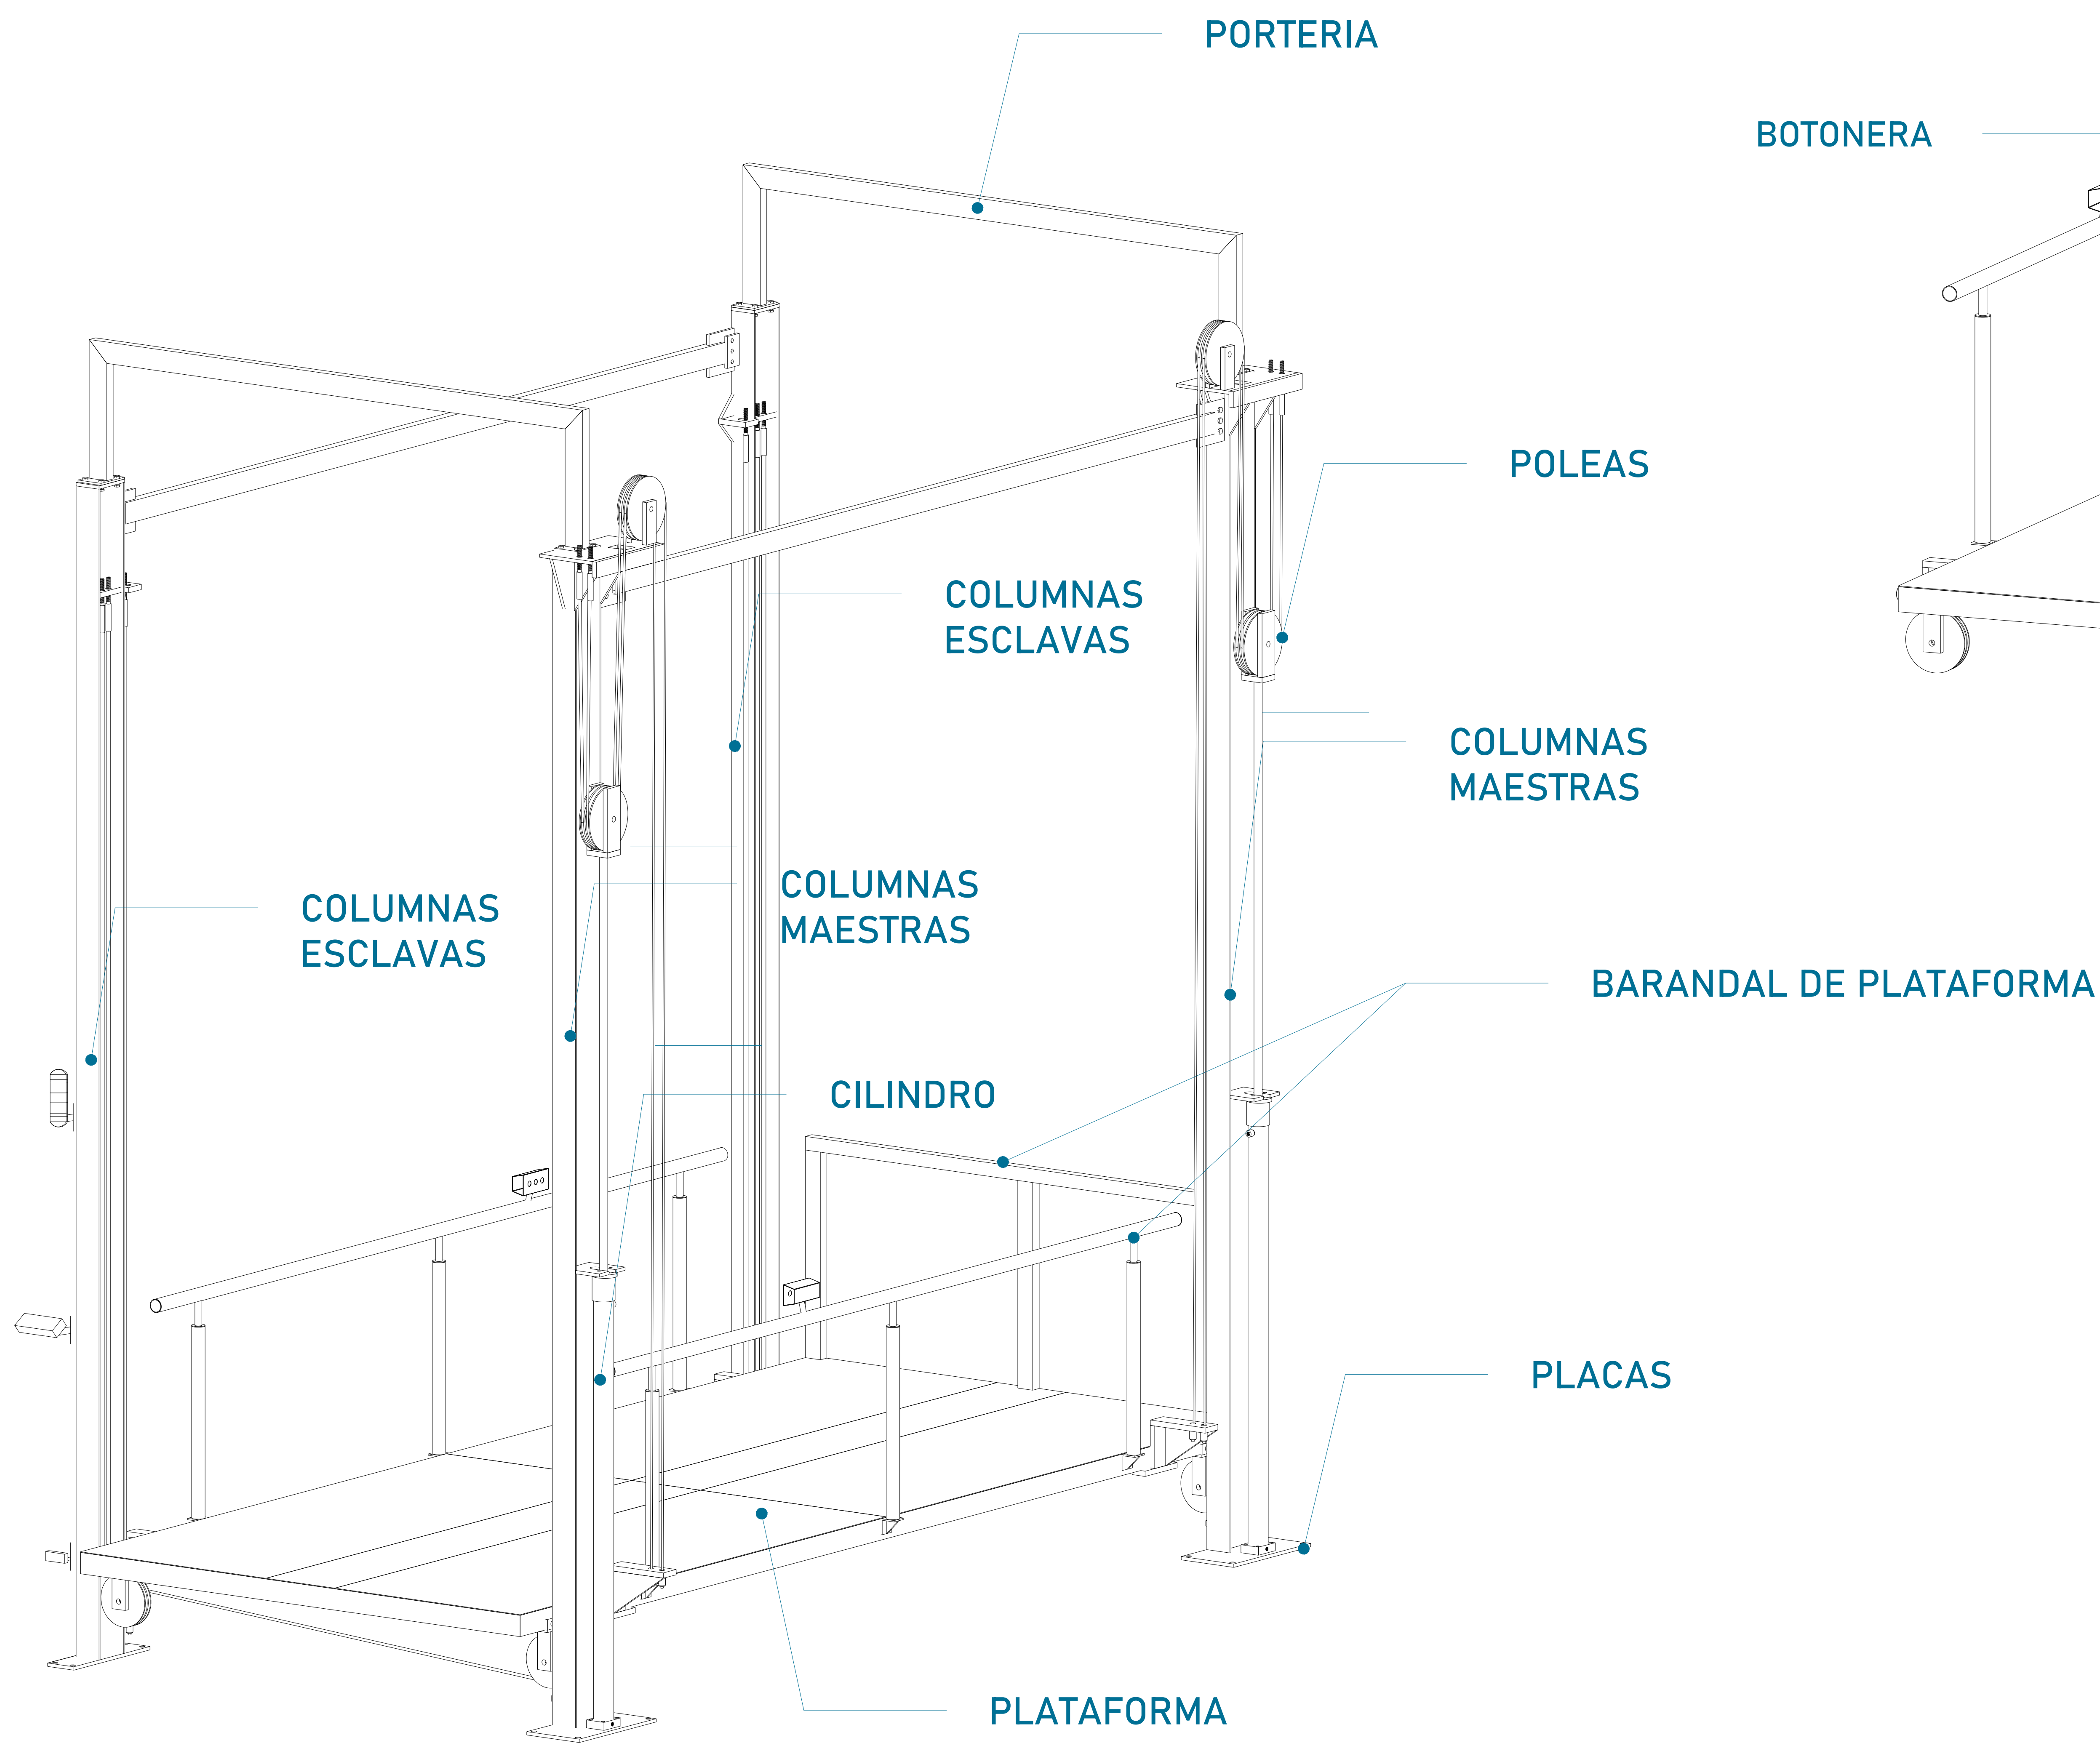 PORTERIA
BOTONERA
POLEAS
COLUMNAS
ESCLAVAS
COLUMNAS
MAESTRAS
COLUMNAS
MAESTRAS
COLUMNAS
ESCLAVAS
BARANDAL DE PLATAFORMA
CILINDRO
PLACAS
PLATAFORMA